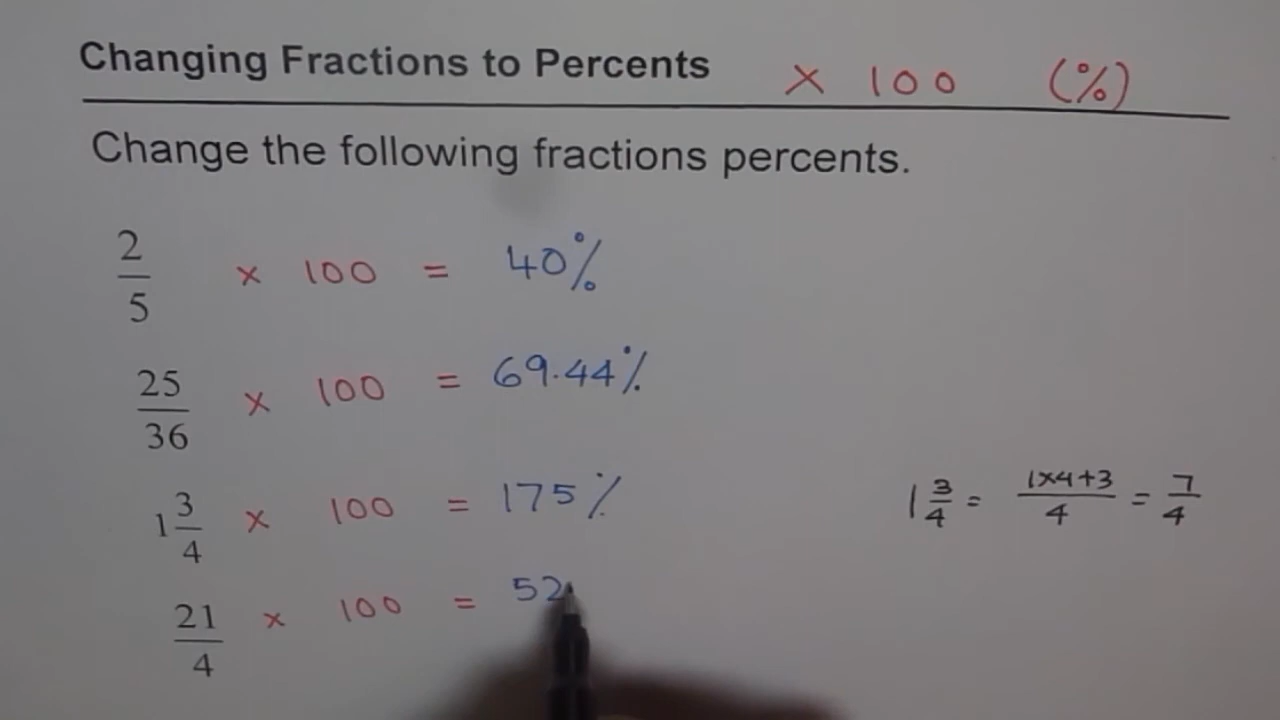 Changing Fractions to Percents × 100 (%)
Change the following fractions percents.
2/5 × 100 = 40%
25/36 × 100 = 69.44%
1 3/4 × 100 = 175%
1 3/4 = 1×4+3/4 = 7/4
21/4 × 100 = 52